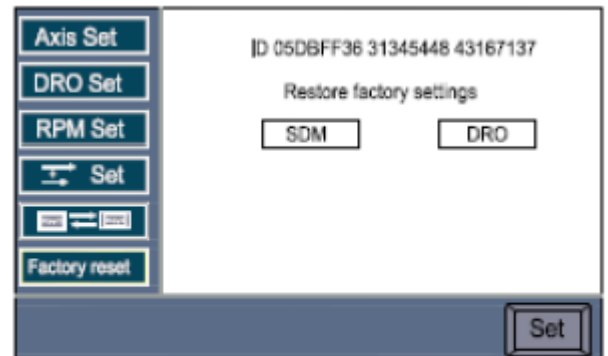 Axis Set
DRO Set
RPM Set
Set
Factory reset
ID 05DBFF36 31345448 43167137
Restore factory settings
SDM DRO
Set